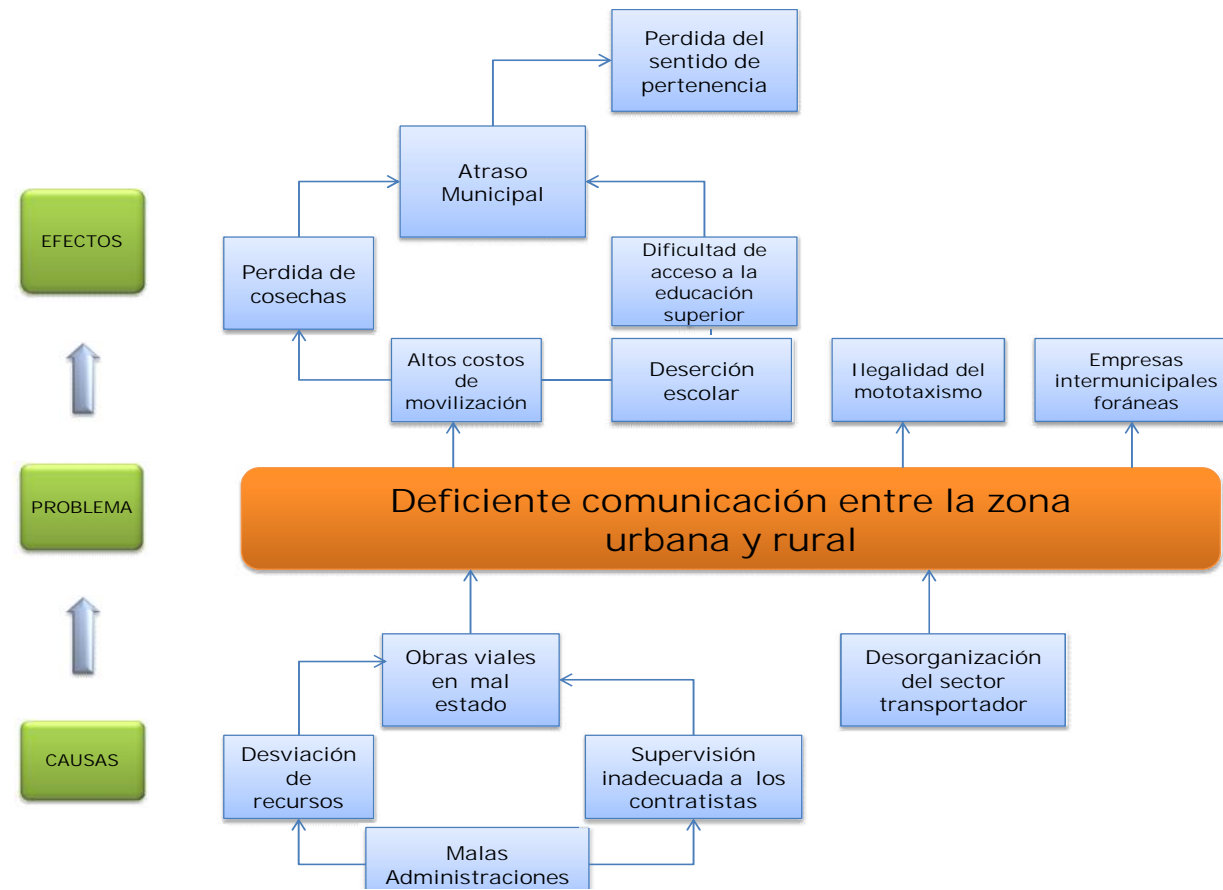 Perdida del
sentido de
pertenencia
Atraso
Municipal
EFECTOS
Perdida de
cosechas
Dificultad de
acceso a la
educación
superior
Altos costos
de
movilización
Deserción
escolar
Ilegalidad del
mototaxismo
Empresas
intermunicipales
foráneas
PROBLEMA
Deficiente comunicación entre la zona
urbana y rural
Obras viales
en mal
estado
Desorganización
del sector
transportador
CAUSAS
Desviación
de
recursos
Supervisión
inadecuada a los
contratistas
Malas
Administraciones